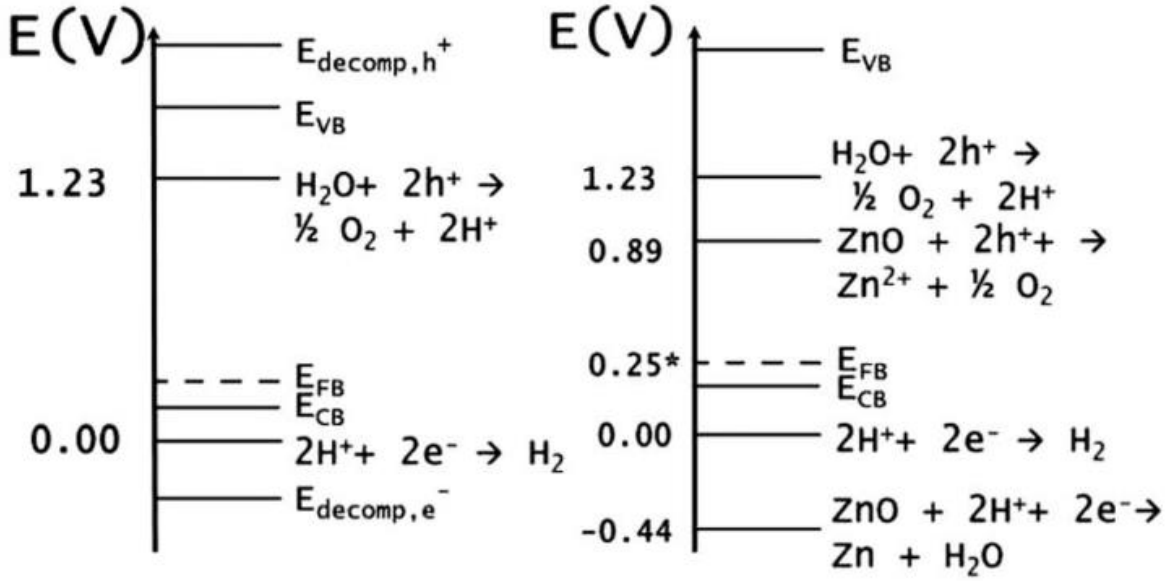 E(V)
E_decomp,h⁺
E_VB
1.23
H₂O+ 2h⁺ →
½ O₂ + 2H⁺
E_FB
E_CB
0.00
2H⁺+ 2e⁻ → H₂
E_decomp,e⁻
E(V)
E_VB
H₂O+ 2h⁺ →
1.23
½ O₂ + 2H⁺
0.89
ZnO + 2h⁺+ →
Zn²⁺ + ½ O₂
0.25*
E_FB
E_CB
0.00
2H⁺+ 2e⁻ → H₂
-0.44
ZnO + 2H⁺+ 2e⁻→
Zn + H₂O